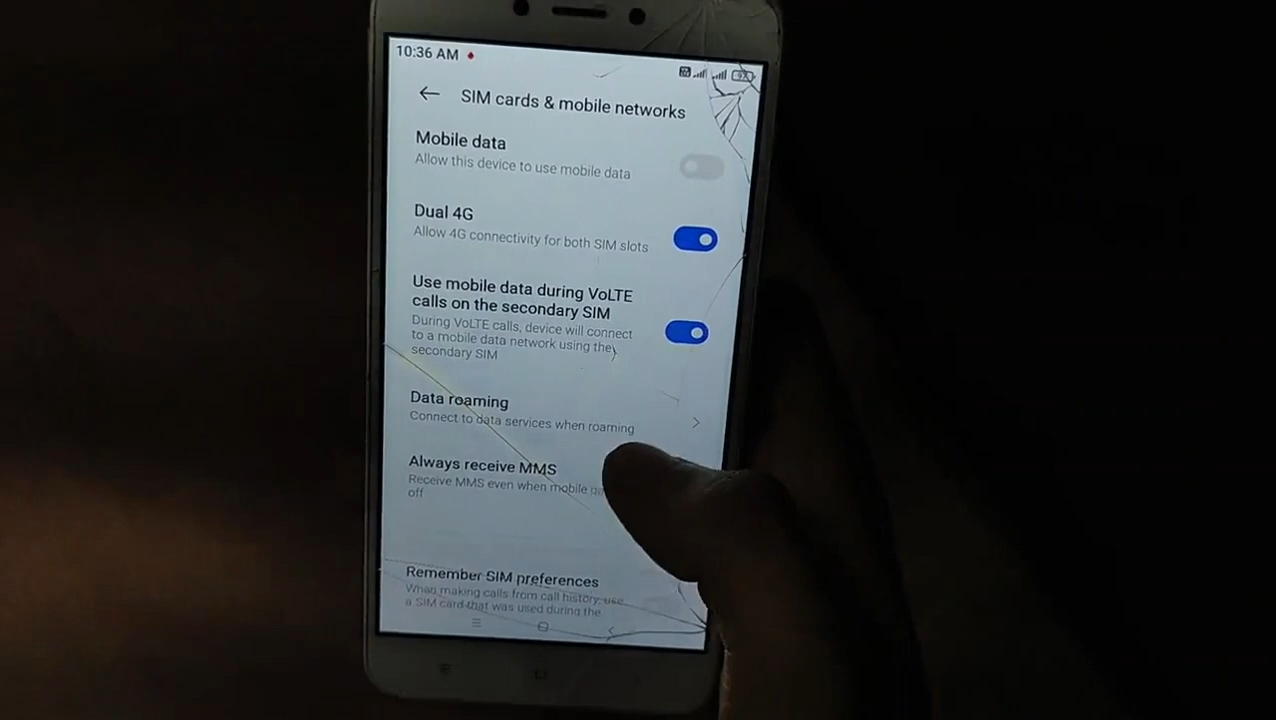 10:36 AM
SIM cards & mobile networks
Mobile data
Allow this device to use mobile data
Dual 4G
Allow 4G connectivity for both SIM slots
Use mobile data during VoLTE
calls on the secondary SIM
During VoLTE calls, device will connect
to a mobile data network using the
secondary SIM
Data roaming
Connect to data services when roaming
Always receive MMS
Receive MMS even when mobile
off
Remember SIM preferences
When making calls from call history, use
a SIM card that was used during the